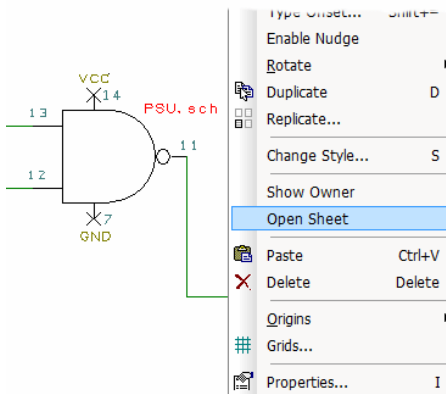 VCC
14
PSU.sch
13
11
12
7
GND
Enable Nudge
Rotate
Duplicate D
Replicate...
Change Style... S
Show Owner
Open Sheet
Paste Ctrl+V
Delete Delete
Origins
Grids...
Properties... I